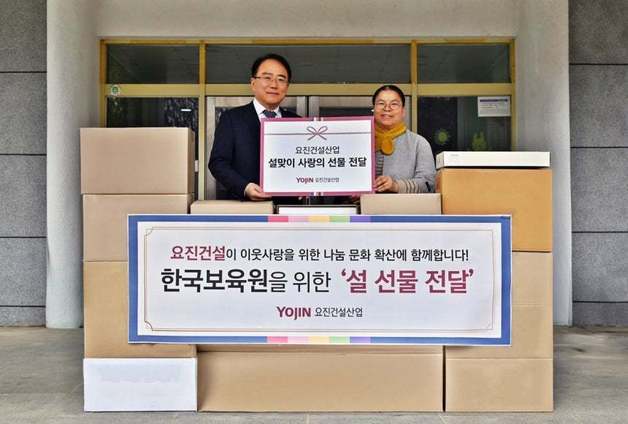 요진건설산업
설맞이 사랑의 선물 전달
YOJIN 요진건설산업
요진건설이 이웃사랑을 위한 나눔 문화 확산에 함께합니다!
한국보육원을 위한 ‘설 선물 전달’
YOJIN 요진건설산업